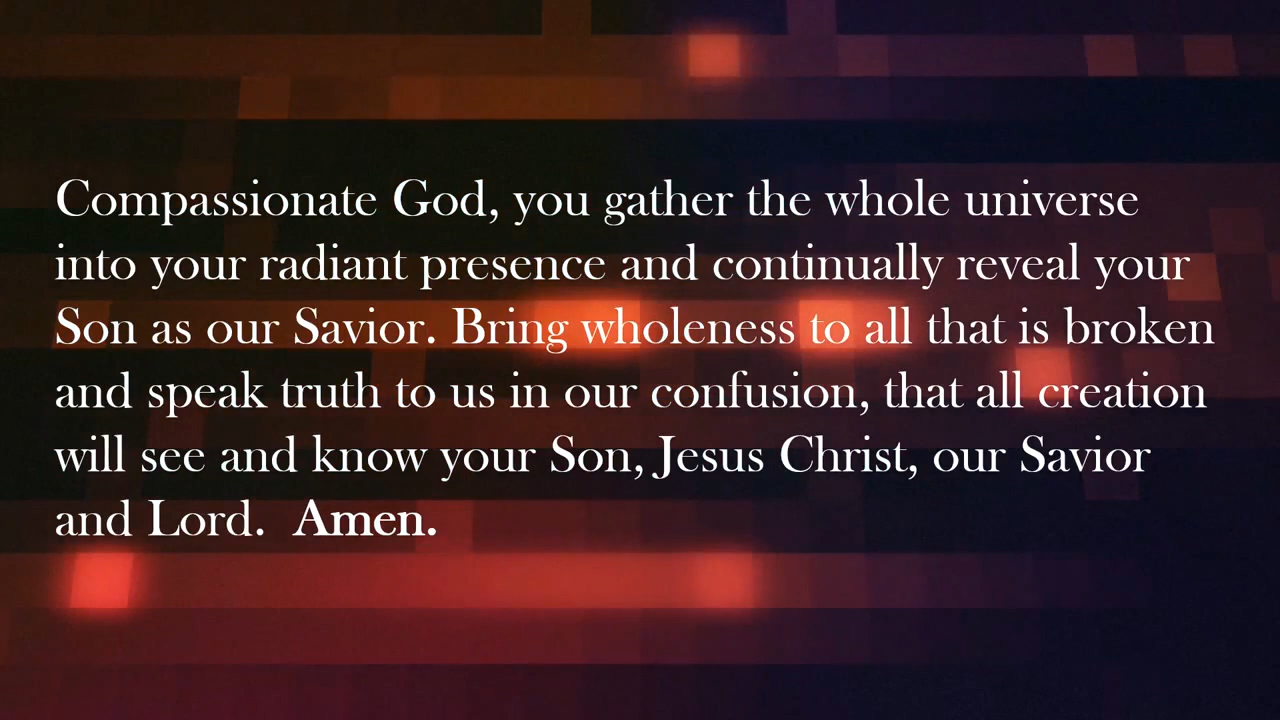 Compassionate God, you gather the whole universe
into your radiant presence and continually reveal your
Son as our Savior. Bring wholeness to all that is broken
and speak truth to us in our confusion, that all creation
will see and know your Son, Jesus Christ, our Savior
and Lord.  Amen.